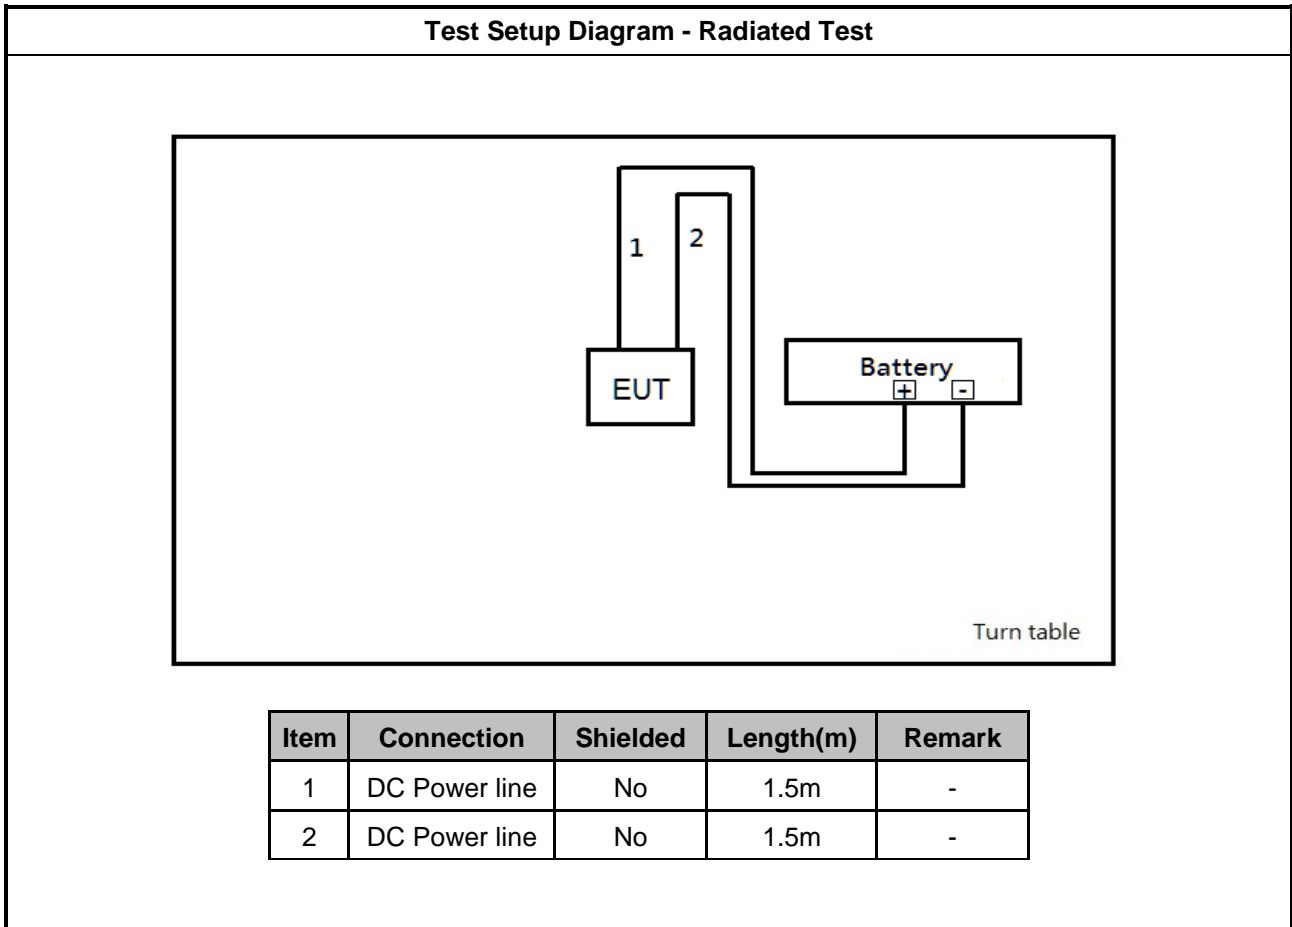 Test Setup Diagram - Radiated Test
1
2
EUT
Battery
+ -
Turn table
Item Connection Shielded Length(m) Remark
1 DC Power line No 1.5m -
2 DC Power line No 1.5m -